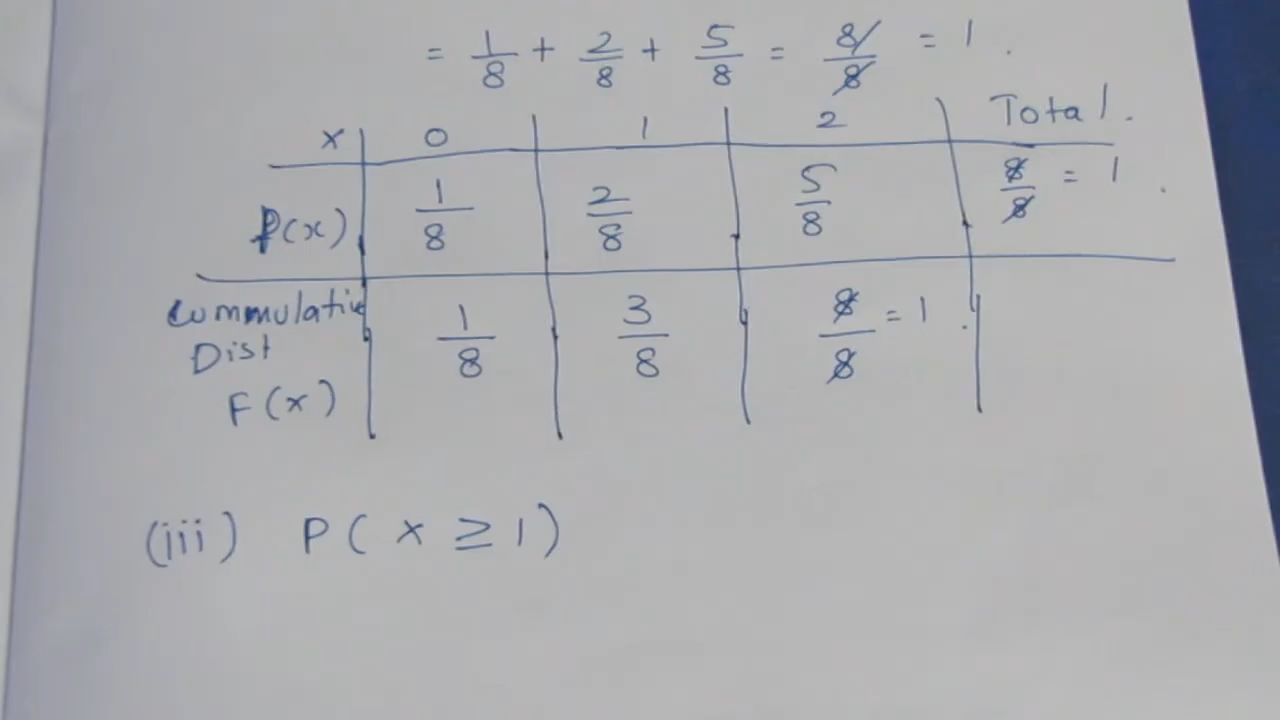 = 1/8 + 2/8 + 5/8 = 8/8 = 1 .
x 0 1 2 Total .
P(x) 1/8 2/8 5/8 8/8 = 1 .
Cummulative 1/8 3/8 8/8 = 1 .
Dist
F(x)
(iii) P( x ≥ 1)